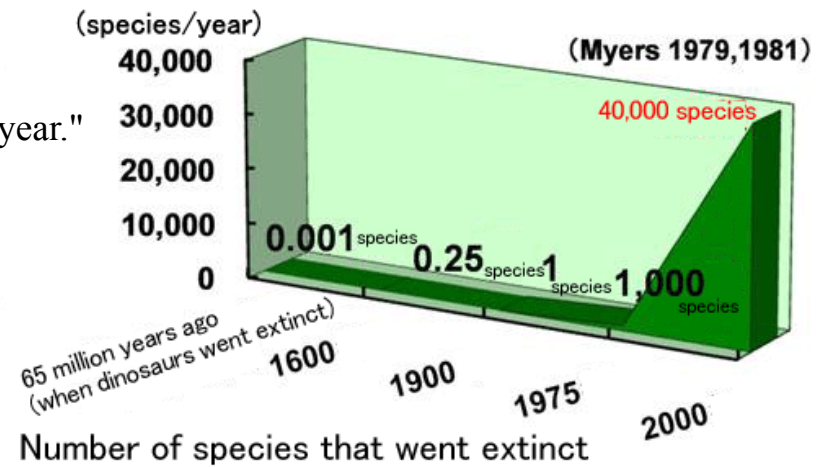 (species/year)
40,000
(Myers 1979,1981)
year."
30,000
40,000 species
20,000
10,000
0.001 species
0.25 species
1 species
1,000 species
0
65 million years ago
(when dinosaurs went extinct)
1600
1900
1975
2000
Number of species that went extinct